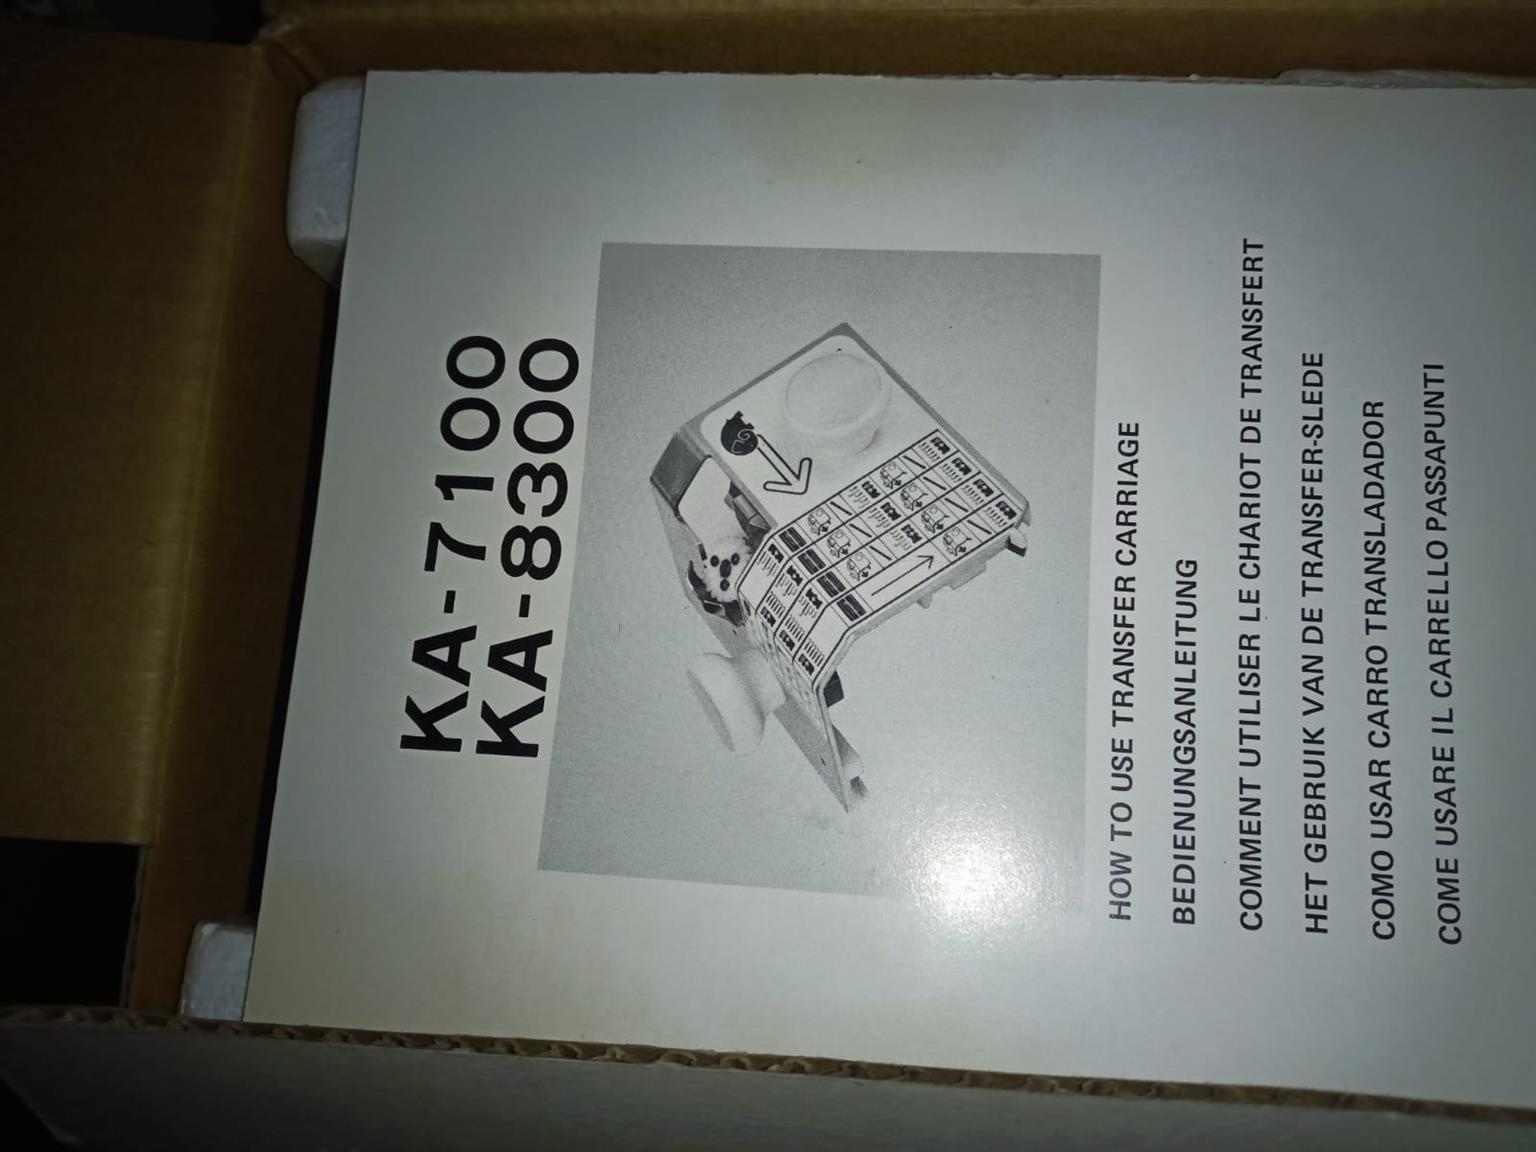 KA-7100
KA-8300
HOW TO USE TRANSFER CARRIAGE
BEDIENUNGSANLEITUNG
COMMENT UTILISER LE CHARIOT DE TRANSFERT
HET GEBRUIK VAN DE TRANSFER-SLEDE
COMO USAR CARRO TRANSLADADOR
COME USARE IL CARRELLO PASSAPUNTI